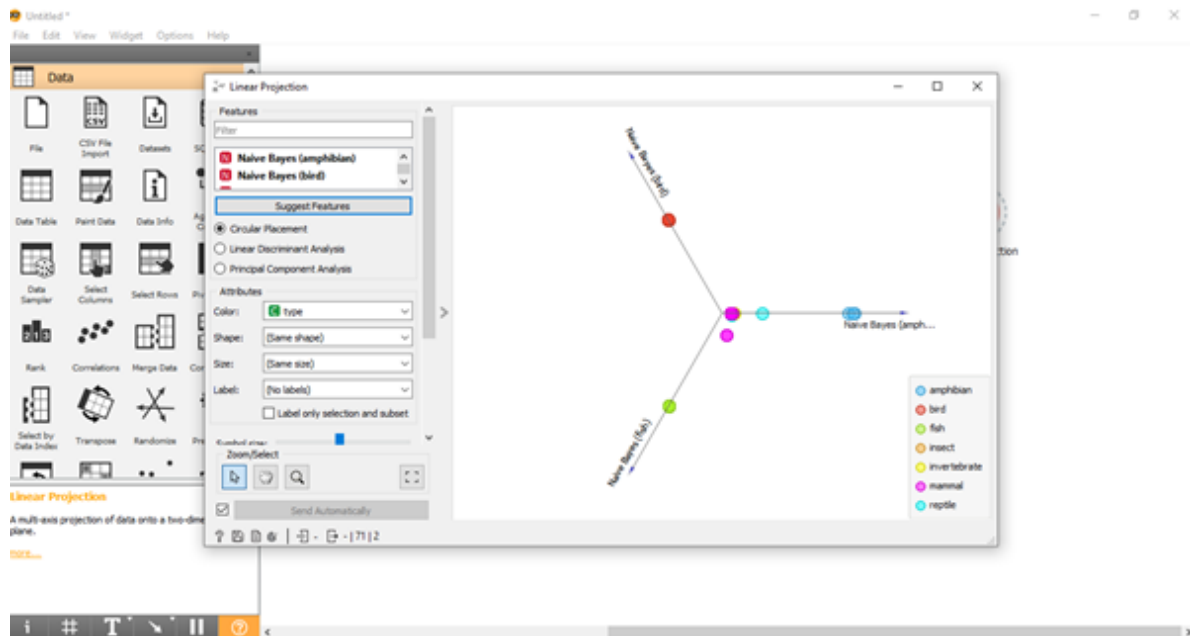 Untitled *
File Edit View Widget Options Help
Data
File
CSV File
Import
Datasets
Data Table
Paint Data
Data Info
Data
Sampler
Select
Columns
Select Rows
Rank
Correlations
Merge Data
Select by
Data Index
Transpose
Randomize
Linear Projection
A multi-axis projection of data onto a two-dime
plane.
more...
Linear Projection
Features
Filter
Naive Bayes (amphibian)
Naive Bayes (bird)
Suggest Features
Circular Placement
Linear Discriminant Analysis
Principal Component Analysis
Attributes
Color: type
Shape: (Same shape)
Size: (Same size)
Label: (No labels)
Label only selection and subset
Symbol size:
Zoom/Select
Send Automatically
71 | 2
Naive Bayes (bird)
Naive Bayes (amph...
Naive Bayes (fish)
amphibian
bird
fish
insect
invertebrate
mammal
reptile